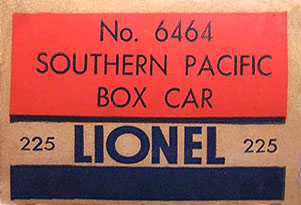 No. 6464
SOUTHERN PACIFIC
BOX CAR
225 LIONEL 225